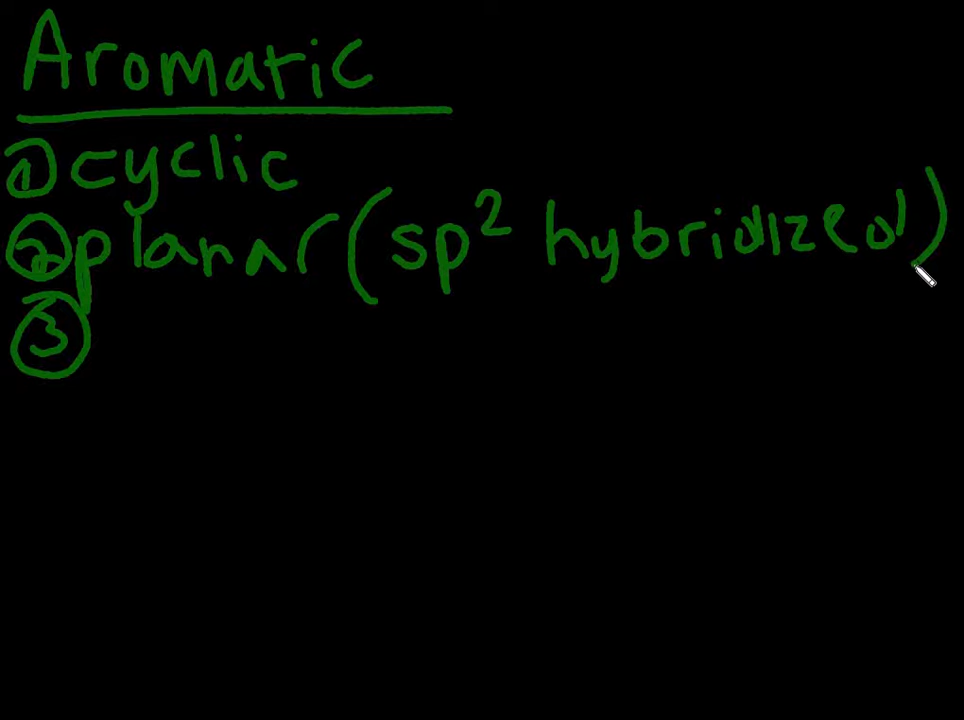 Aromatic
① cyclic
② planar (sp² hybridized)
③